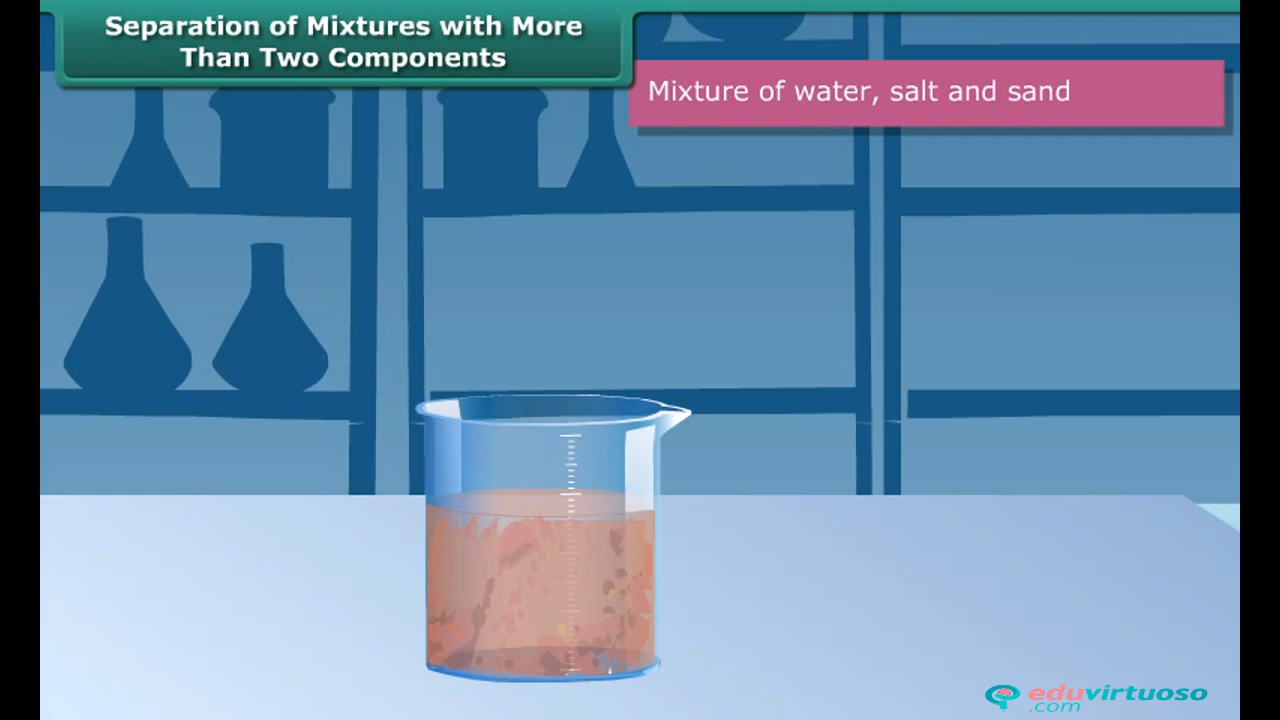 Separation of Mixtures with More
Than Two Components
Mixture of water, salt and sand
eduvirtuoso
.com